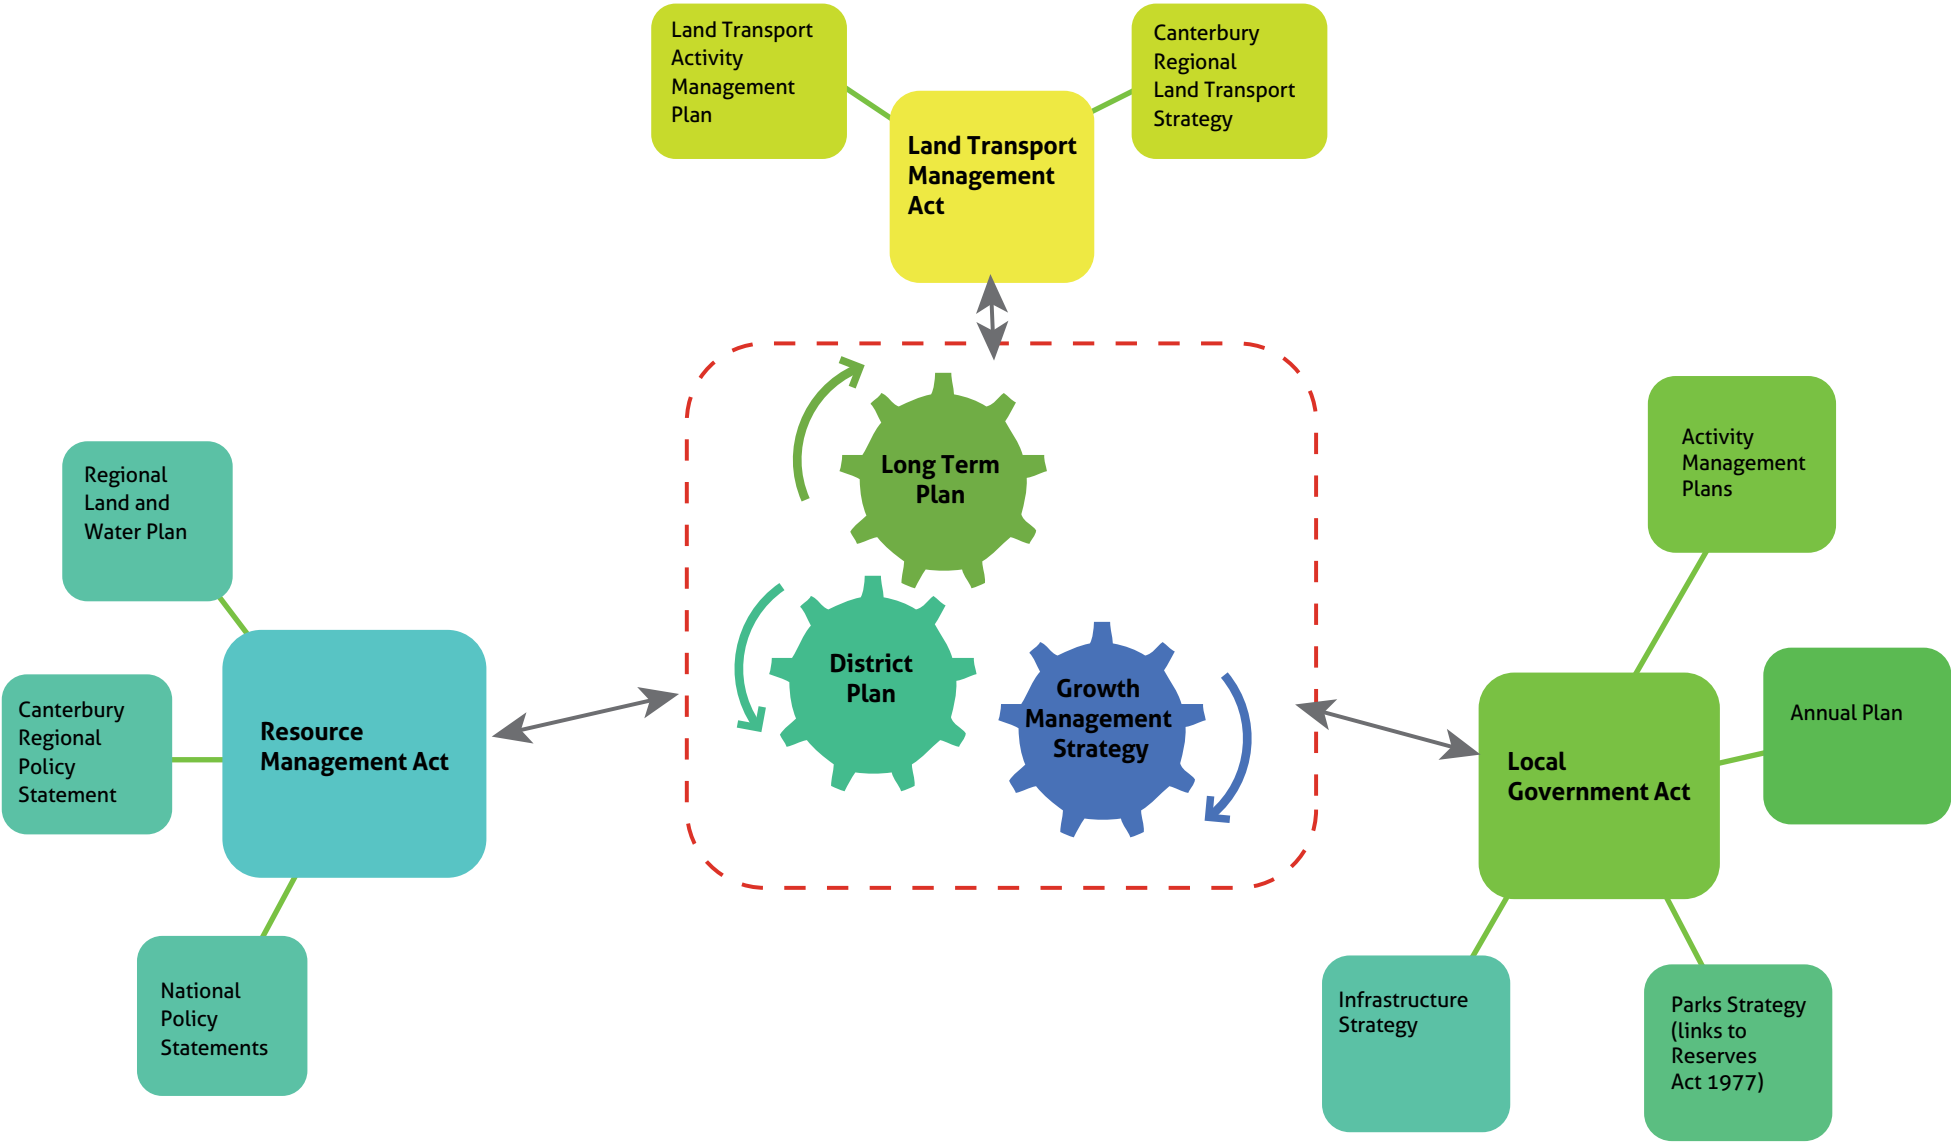 Land Transport
Activity
Management
Plan
Canterbury
Regional
Land Transport
Strategy
Land Transport
Management
Act
Long Term
Plan
District
Plan
Growth
Management
Strategy
Regional
Land and
Water Plan
Canterbury
Regional
Policy
Statement
Resource
Management Act
National
Policy
Statements
Activity
Management
Plans
Annual Plan
Local
Government Act
Infrastructure
Strategy
Parks Strategy
(links to
Reserves
Act 1977)